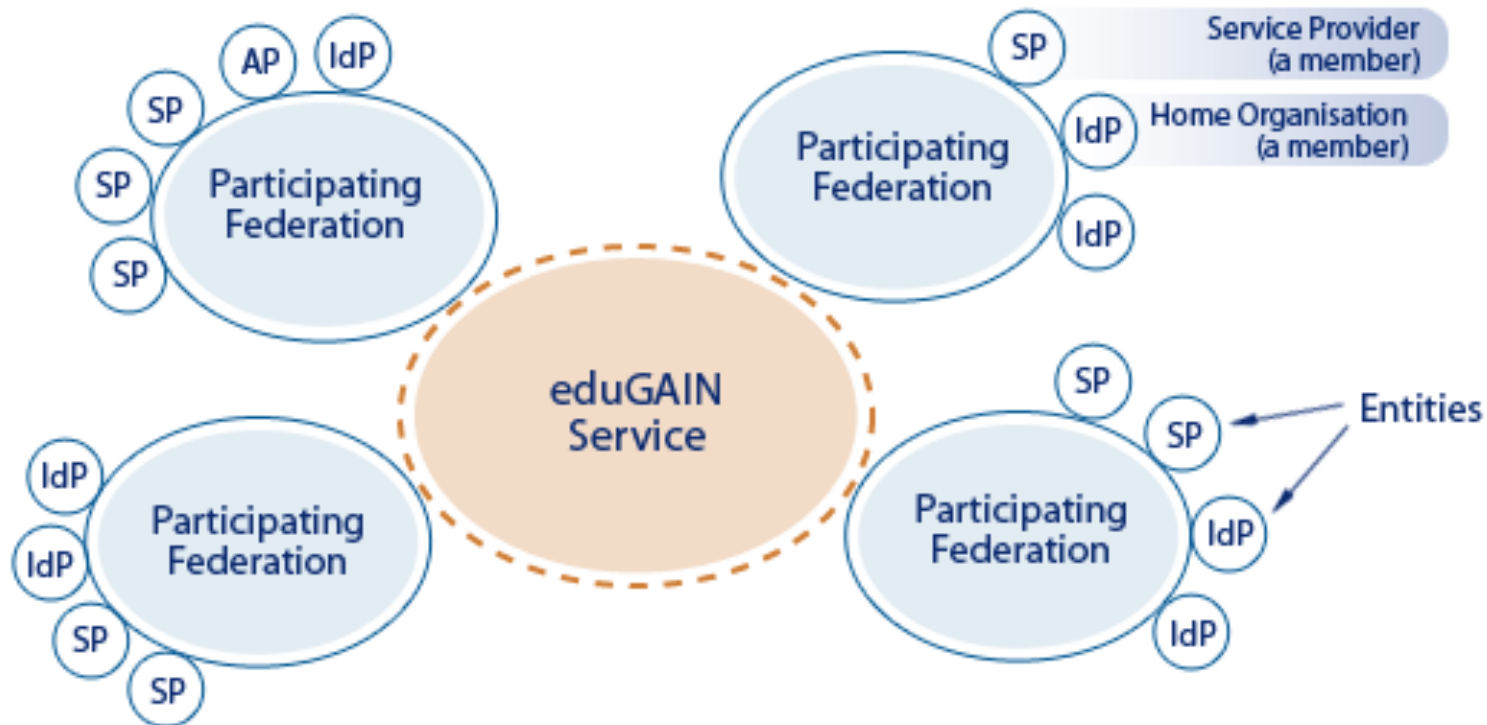 AP
IdP
SP
SP
SP
Participating
Federation
SP
Service Provider
(a member)
IdP
Home Organisation
(a member)
IdP
Participating
Federation
eduGAIN
Service
IdP
IdP
SP
SP
Participating
Federation
SP
SP
IdP
IdP
Participating
Federation
Entities